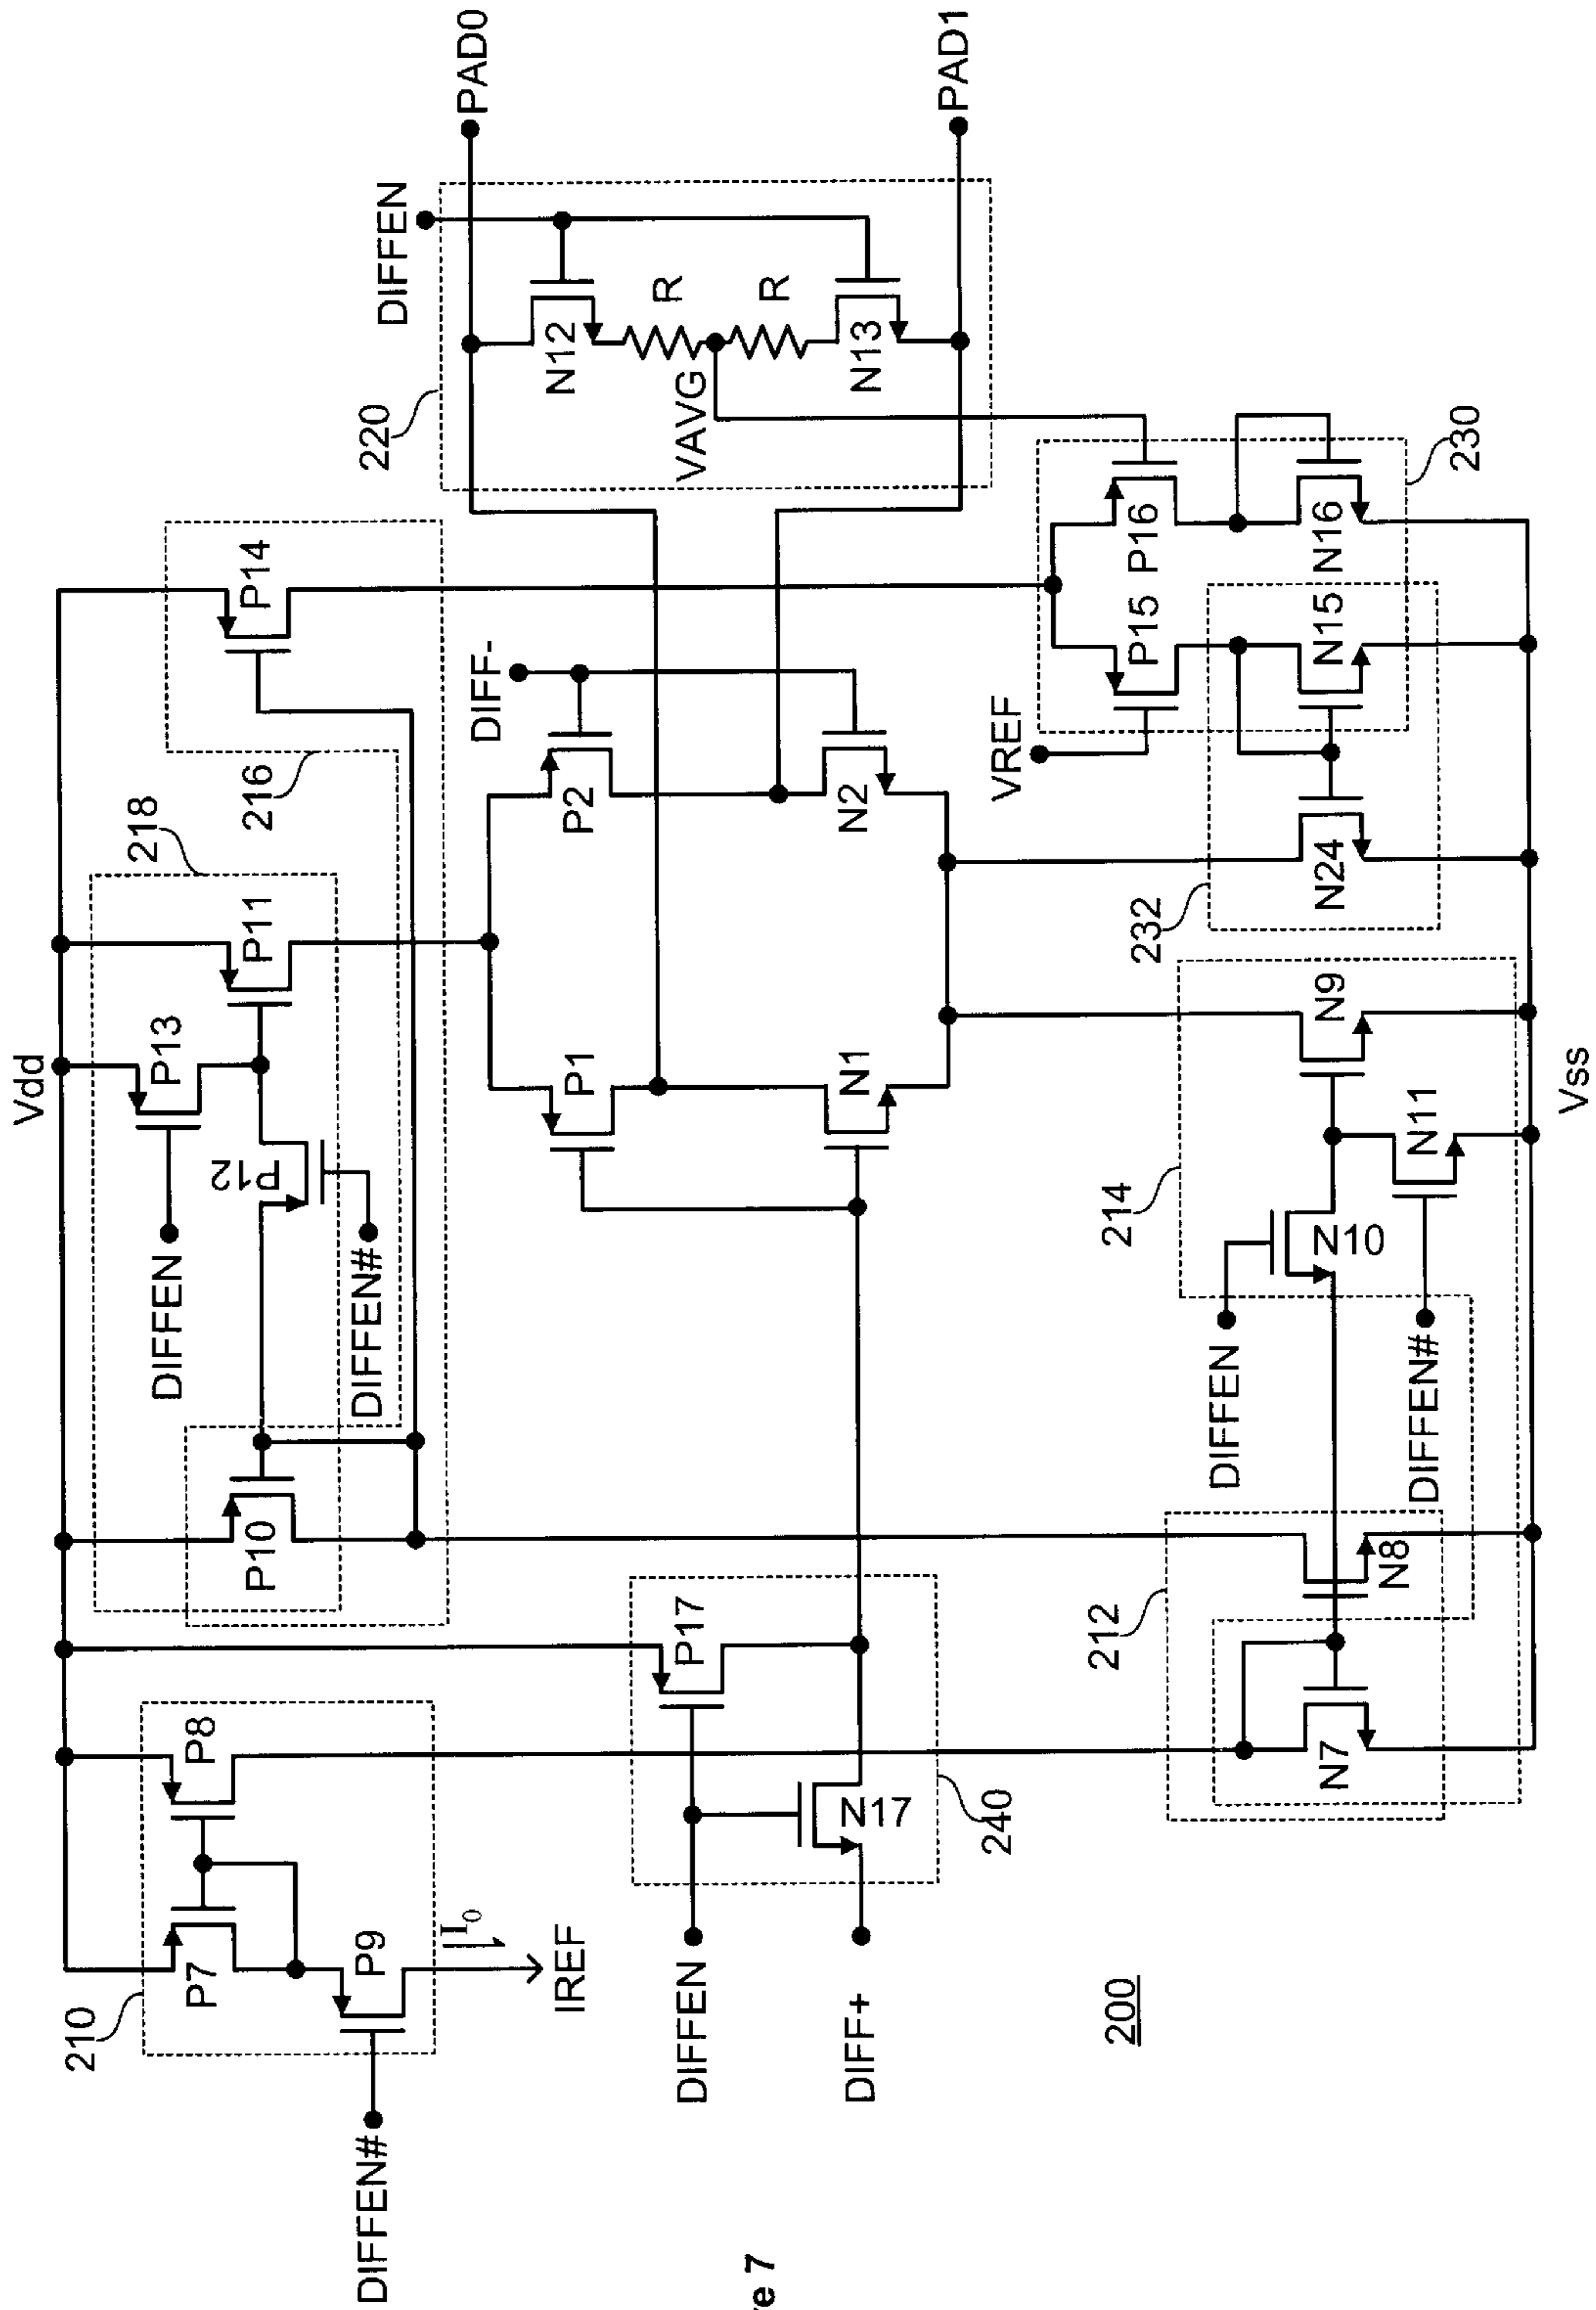 PAD0
PAD1
DIFFEN
220
N12
R
VAVG
R
N13
Vdd
218
216
P14
P11
P13
P12
DIFFEN
DIFFEN#
P10
DIFF-
P2
N2
P1
N1
VREF
P15
P16
230
N15
N16
N24
232
214
N9
N11
N10
DIFFEN
DIFFEN#
Vss
210
P7
P8
P9
I0
IREF
DIFFEN#
P17
N17
240
DIFFEN
DIFF+
212
N8
N7
200
re 7